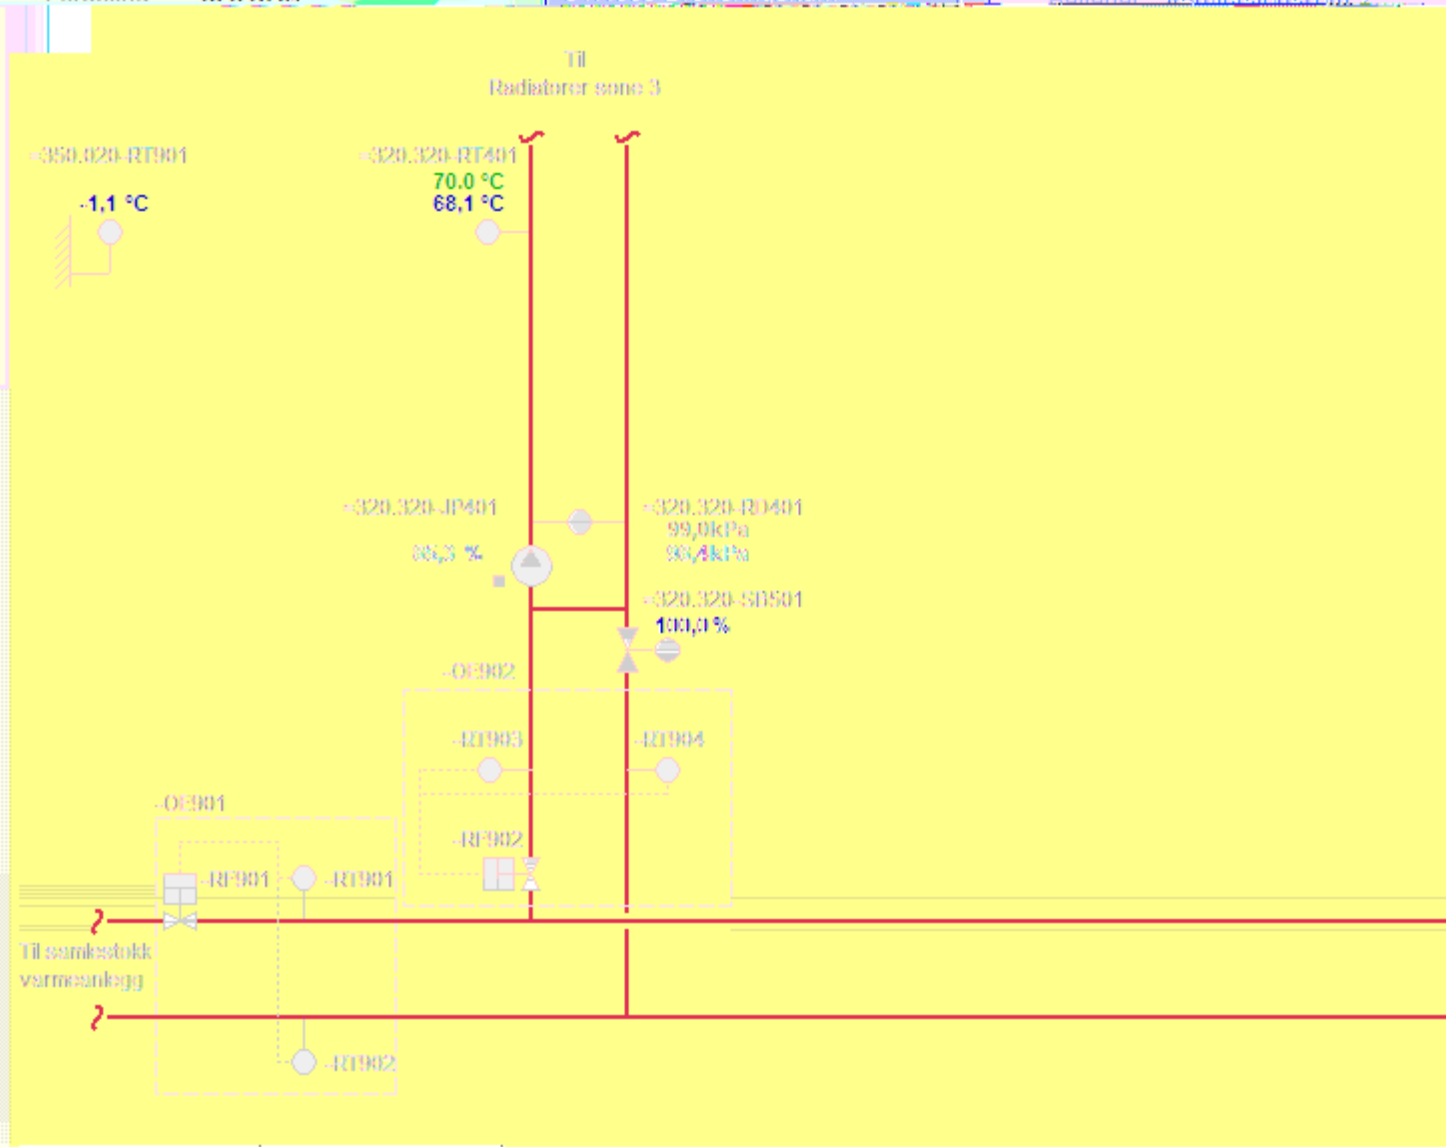 Til
Radiatorer sone 3
=350.020-RT901
-1,1 °C
=320.320-RT401
70.0 °C
68,1 °C
=320.320-JP401
=320.320-RD401
99,0kPa
=320.320-SB501
100,0 %
-OE902
-RT903
-RT904
-OE901
-RF902
-RF901
-RT901
Til samlestokk
varmeanlegg
-RT902